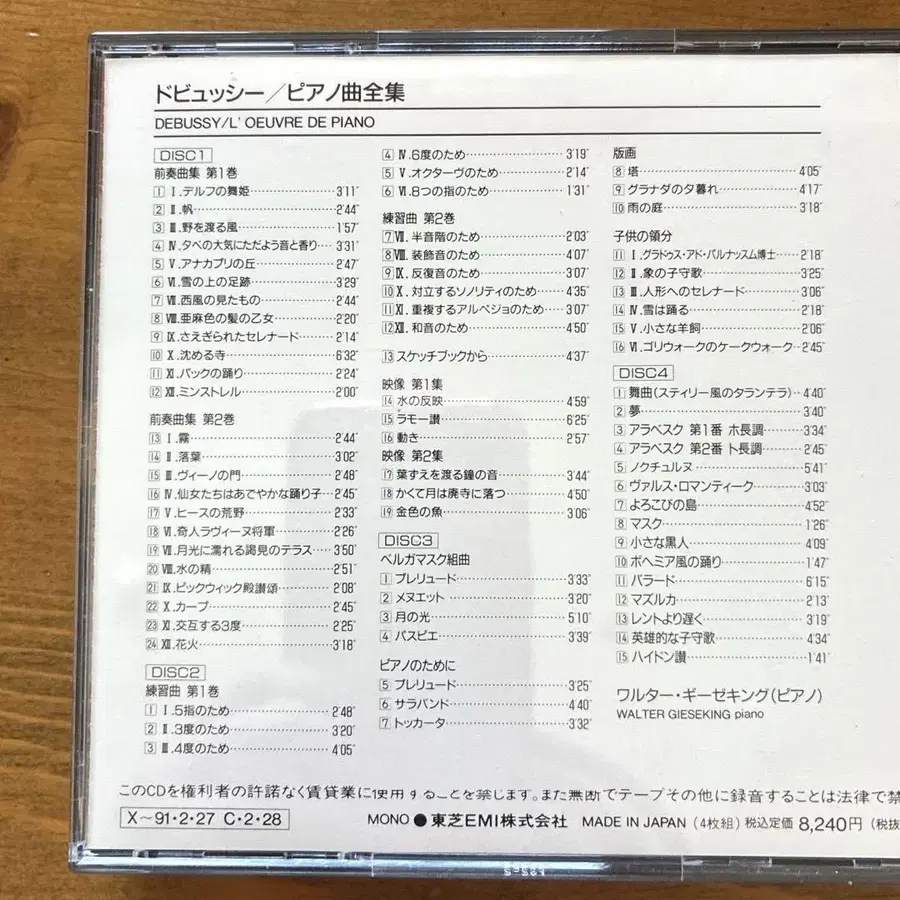 ドビュッシー／ピアノ曲全集
DEBUSSY/L' OEUVRE DE PIANO
DISC1
前奏曲集 第1巻
1 Ⅰ.デルフの舞姫 3'11"
2 Ⅱ.帆 2'44"
3 Ⅲ.野を渡る風 1'57"
4 Ⅳ.夕べの大気にただよう音と香り 3'31"
5 Ⅴ.アナカプリの丘 2'47"
6 Ⅵ.雪の上の足跡 3'29"
7 Ⅶ.西風の見たもの 2'44"
8 Ⅷ.亜麻色の髪の乙女 2'20"
9 Ⅸ.さえぎられたセレナード 2'14"
10 Ⅹ.沈める寺 6'32"
11 Ⅺ.パックの踊り 2'24"
12 Ⅻ.ミンストレル 2'00"
前奏曲集 第2巻
13 Ⅰ.霧 2'44"
14 Ⅱ.落葉 3'02"
15 Ⅲ.ヴィーノの門 2'48"
16 Ⅳ.仙女たちはあでやかな踊り子 2'45"
17 Ⅴ.ヒースの荒野 2'33"
18 Ⅵ.奇人ラヴィーヌ将軍 2'26"
19 Ⅶ.月光に濡れる謁見のテラス 3'50"
20 Ⅷ.水の精 2'51"
21 Ⅸ.ピックウィック殿讃頌 2'08"
22 Ⅹ.カープ 2'45"
23 Ⅺ.交互する3度 2'25"
24 Ⅻ.花火 3'18"
DISC2
練習曲 第1巻
1 Ⅰ.5指のため 2'48"
2 Ⅱ.3度のため 3'20"
3 Ⅲ.4度のため 4'05"
4 Ⅳ.6度のため 3'19"
5 Ⅴ.オクターヴのため 2'14"
6 Ⅵ.8つの指のため 1'31"
練習曲 第2巻
7 Ⅶ.半音階のため 2'03"
8 Ⅷ.装飾音のため 4'07"
9 Ⅸ.反復音のため 3'07"
10 Ⅹ.対立するソノリティのため 4'35"
11 Ⅺ.重複するアルペジョのため 3'07"
12 Ⅻ.和音のため 4'50"
13 スケッチブックから 4'37"
映像 第1集
14 水の反映 4'59"
15 ラモー讃 6'25"
16 動き 2'57"
映像 第2集
17 葉ずえを渡る鐘の音 3'44"
18 かくて月は廃寺に落つ 4'50"
19 金色の魚 3'06"
DISC3
ベルガマスク組曲
1 プレリュード 3'33"
2 メヌエット 3'20"
3 月の光 5'10"
4 パスピエ 3'39"
ピアノのために
5 プレリュード 3'25"
6 サラバンド 4'40"
7 トッカータ 3'32"
版画
8 塔 4'05"
9 グラナダの夕暮れ 4'17"
10 雨の庭 3'18"
子供の領分
11 Ⅰ.グラドゥス・アド・パルナッスム博士 2'18"
12 Ⅱ.象の子守歌 3'25"
13 Ⅲ.人形へのセレナード 3'06"
14 Ⅳ.雪は踊る 2'18"
15 Ⅴ.小さな羊飼 2'06"
16 Ⅵ.ゴリウォークのケークウォーク 2'45"
DISC4
1 舞曲(スティリー風のタランテラ) 4'40"
2 夢 3'40"
3 アラベスク 第1番 ホ長調 3'34"
4 アラベスク 第2番 ト長調 2'45"
5 ノクチュルヌ 5'41"
6 ヴァルス・ロマンティーク 3'03"
7 よろこびの島 4'52"
8 マスク 1'26"
9 小さな黒人 4'09"
10 ボヘミア風の踊り 1'47"
11 バラード 6'15"
12 マズルカ 2'13"
13 レントより遅く 3'19"
14 英雄的な子守歌 4'34"
15 ハイドン讃 1'41"
ワルター・ギーゼキング(ピアノ)
WALTER GIESEKING piano
このCDを権利者の許諾なく賃貸業に使用することを禁じます。また無断でテープその他に録音することは法律で禁
X〜91・2・27 C・2・28 MONO ● 東芝EMI株式会社 MADE IN JAPAN (4枚組) 税込定価 8,240円 (税抜